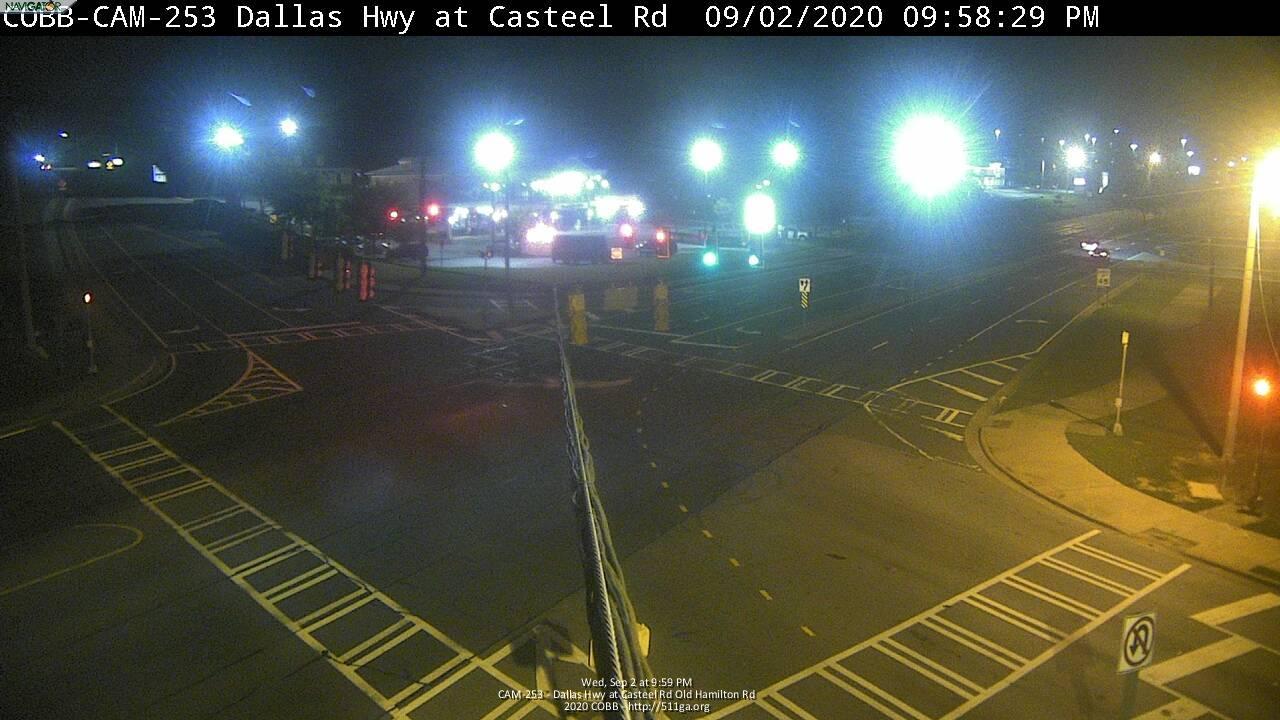 NAVIGATOR
COBB-CAM-253 Dallas Hwy at Casteel Rd 09/02/2020 09:58:29 PM
Wed, Sep 2 at 9:59 PM
CAM-253 - Dallas Hwy at Casteel Rd Old Hamilton Rd
2020 COBB - http://511ga.org